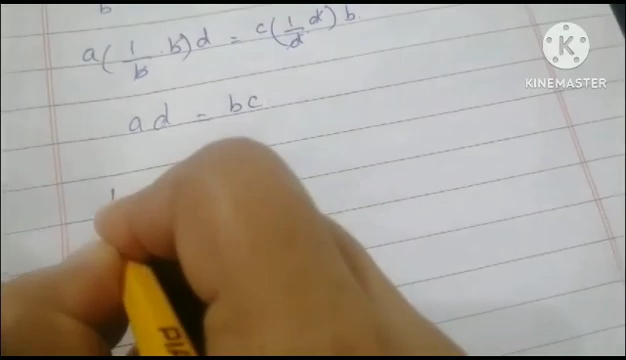 b
a(1/b · b)d = c(1/d · d)b
ad = bc
K
KINEMASTER